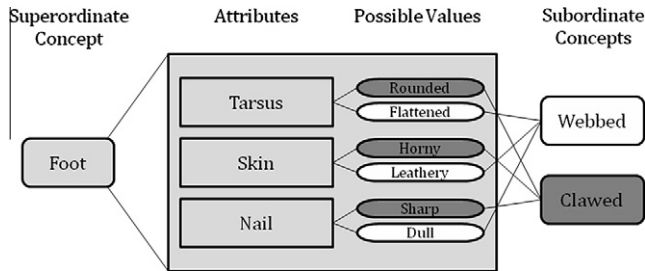 Superordinate Attributes Possible Values Subordinate
Concept Concepts
Rounded
Tarsus
Flattened
Webbed
Horny
Foot Skin
Leathery
Clawed
Sharp
Nail
Dull